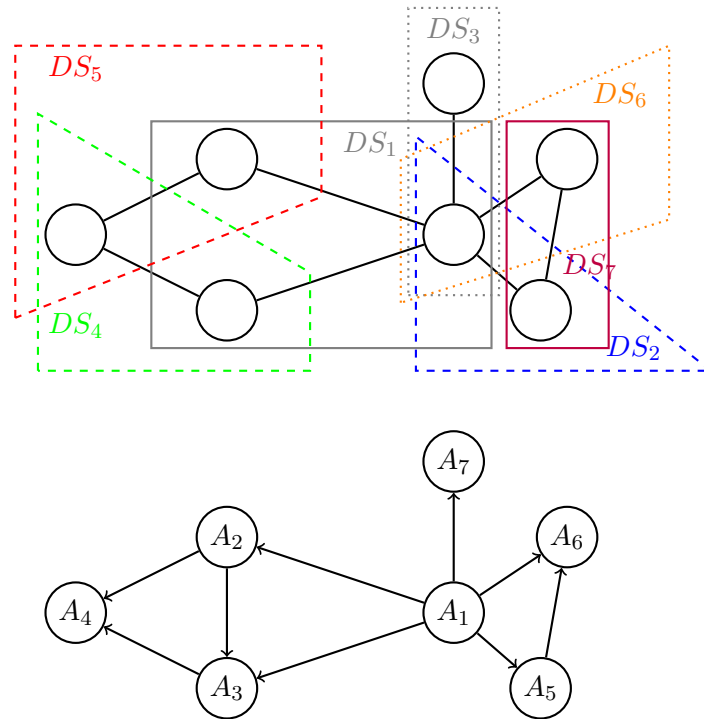 DS₃
DS₅
DS₆
DS₁
DS₇
DS₄
DS₂
A₇
A₂
A₆
A₄
A₁
A₃
A₅